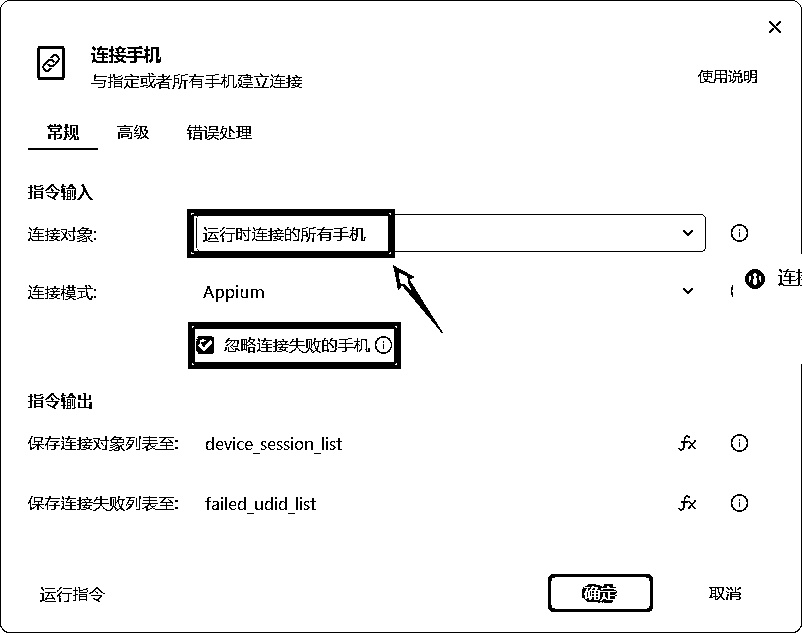 连接手机
与指定或者所有手机建立连接
使用说明
常规 高级 错误处理
指令输入
连接对象: 运行时连接的所有手机
连接模式: Appium
连接
忽略连接失败的手机
指令输出
保存连接对象列表至: device_session_list fx
保存连接失败列表至: failed_udid_list fx
运行指令 确定 取消